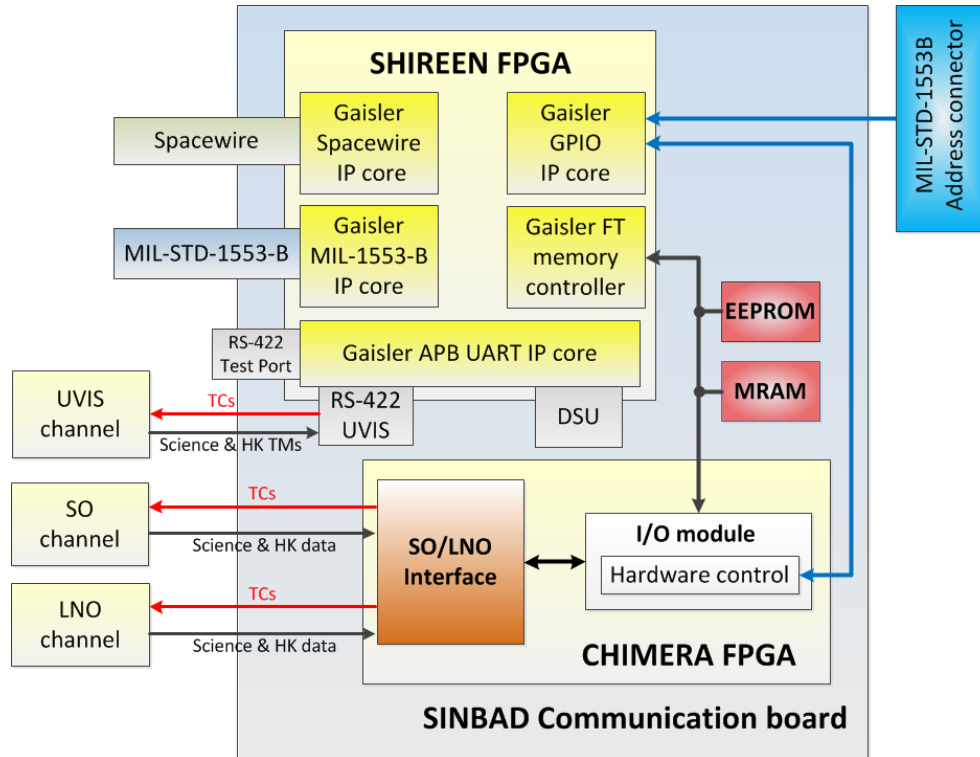 SHIREEN FPGA
Gaisler
Spacewire
IP core
Gaisler
GPIO
IP core
MIL-STD-1553B
Address connector
Spacewire
Gaisler
MIL-1553-B
IP core
Gaisler FT
memory
controller
MIL-STD-1553-B
EEPROM
RS-422
Test Port
Gaisler APB UART IP core
MRAM
UVIS
channel
TCs
Science & HK TMs
RS-422
UVIS
DSU
SO
channel
TCs
Science & HK data
SO/LNO
Interface
I/O module
Hardware control
LNO
channel
TCs
Science & HK data
CHIMERA FPGA
SINBAD Communication board